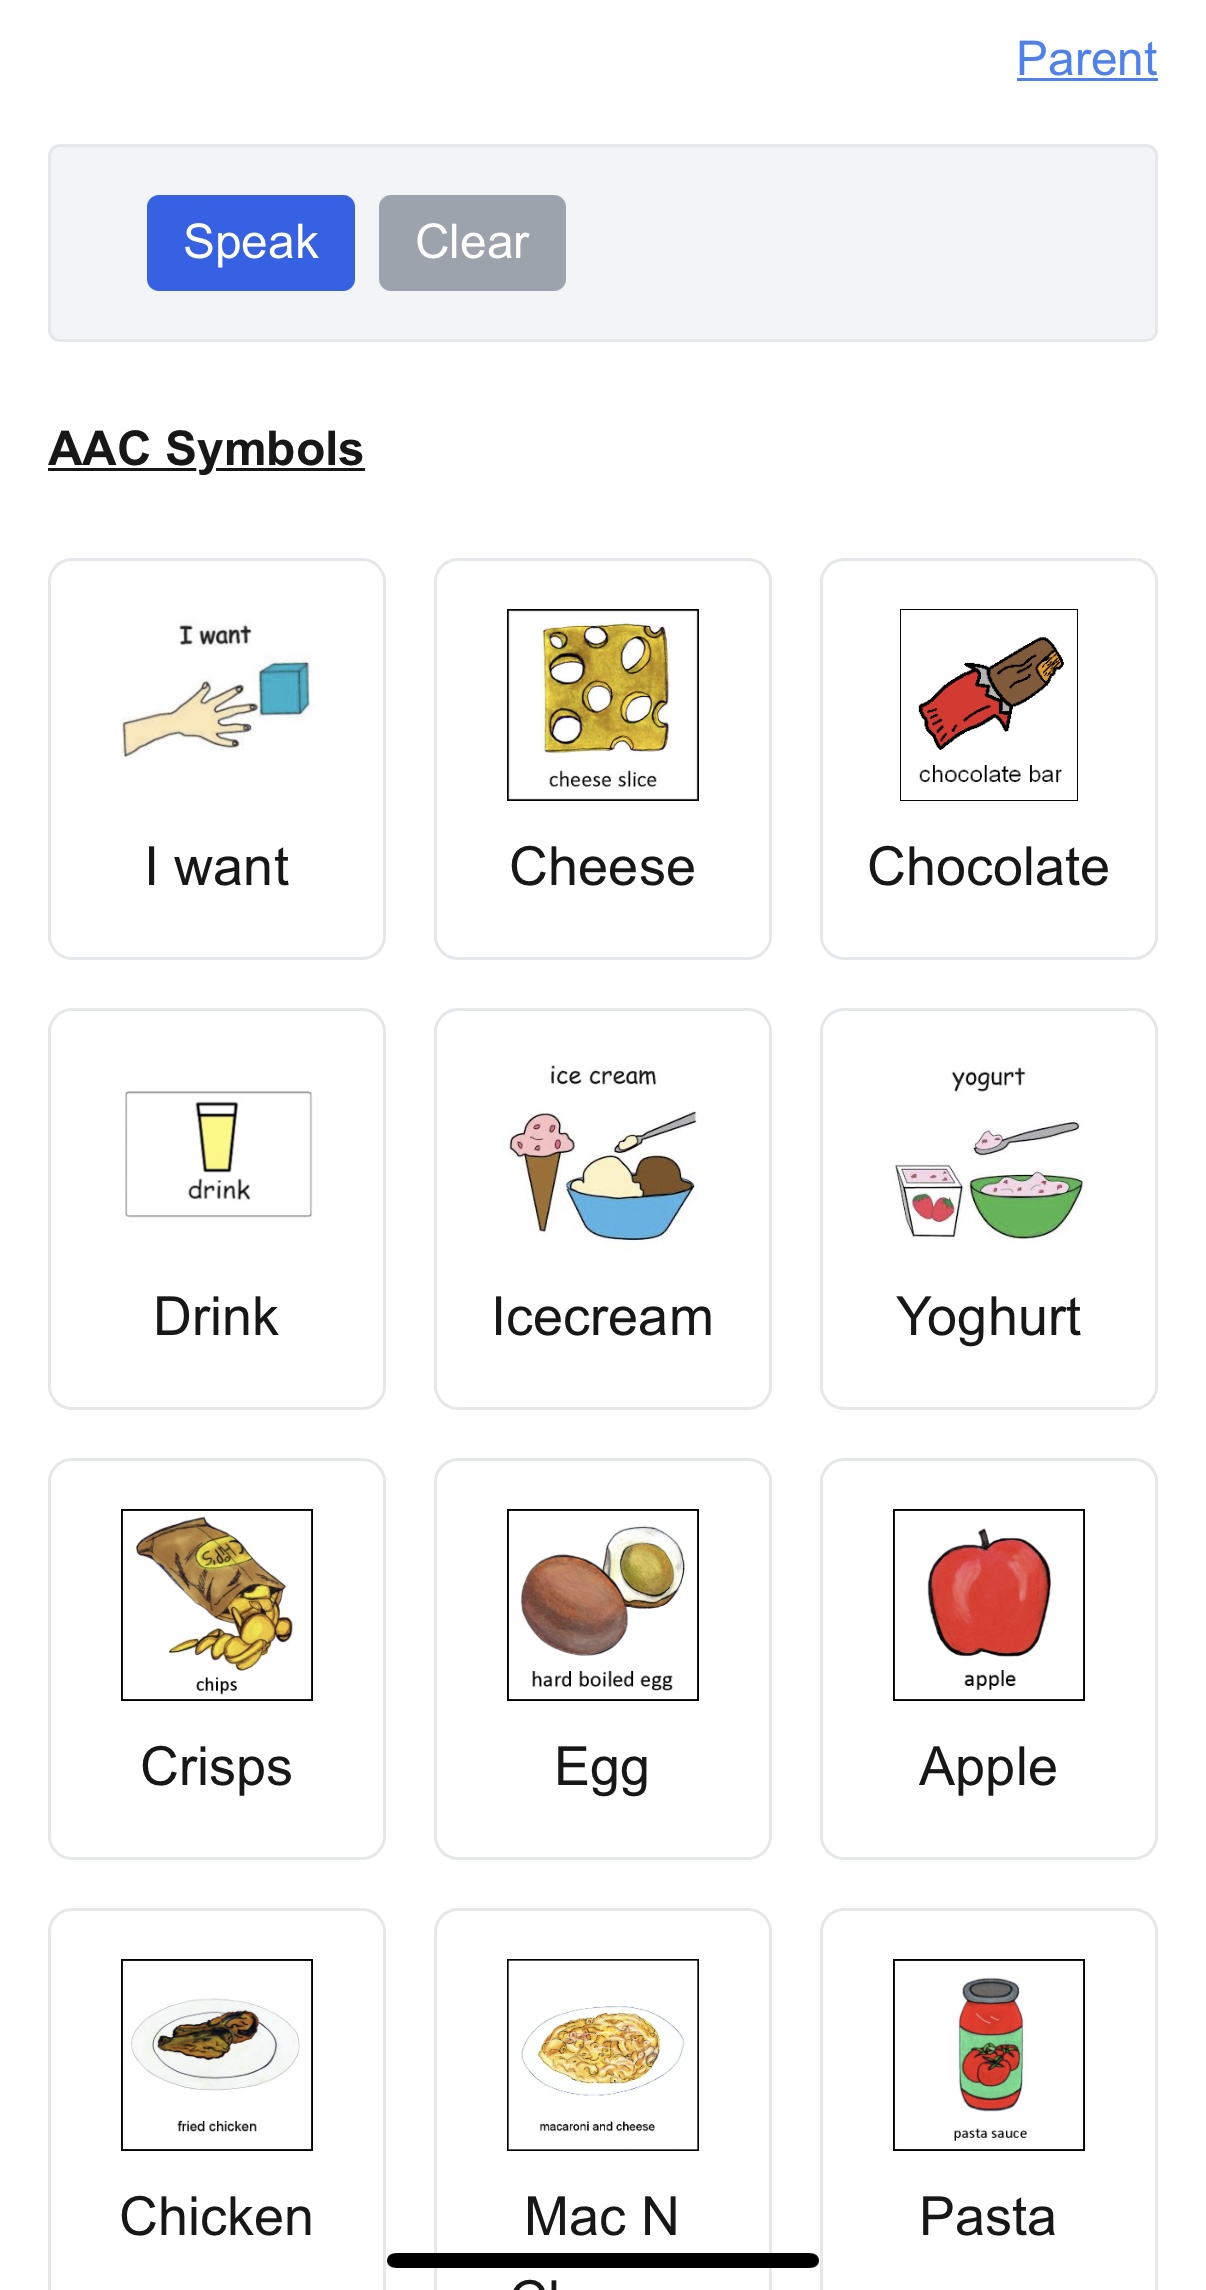 Parent
Speak Clear
AAC Symbols
I want
I want
cheese slice
Cheese
chocolate bar
Chocolate
drink
Drink
ice cream
Icecream
yogurt
Yoghurt
chips
Crisps
hard boiled egg
Egg
apple
Apple
fried chicken
Chicken
macaroni and cheese
Mac N
pasta sauce
Pasta